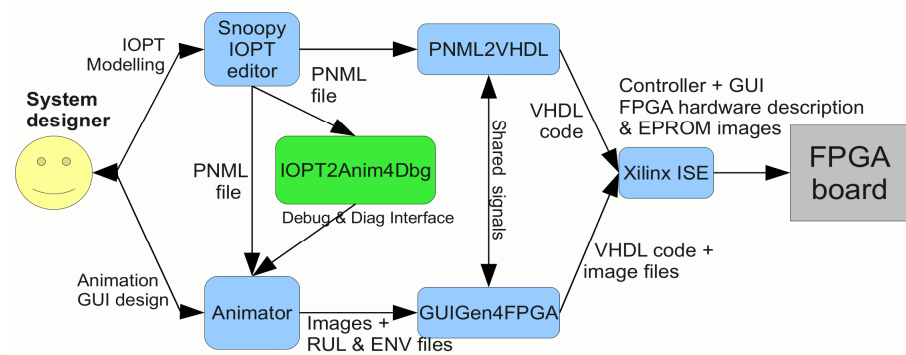 IOPT
Modelling
Snoopy
IOPT
editor
PNML2VHDL
PNML
file
System
designer
VHDL
code
Controller + GUI
FPGA hardware description
& EPROM images
PNML
file
IOPT2Anim4Dbg
Shared signals
Xilinx ISE
FPGA
board
Debug & Diag Interface
VHDL code +
image files
Animation
GUI design
Animator
GUIGen4FPGA
Images +
RUL & ENV files